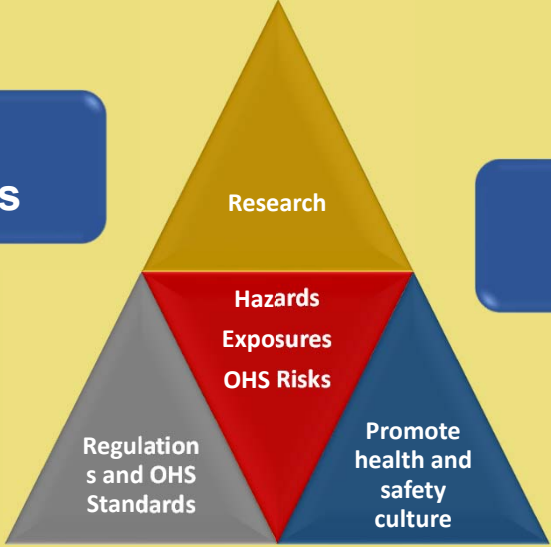 s
Research
Hazards
Exposures
OHS Risks
Regulation
s and OHS
Standards
Promote
health and
safety
culture